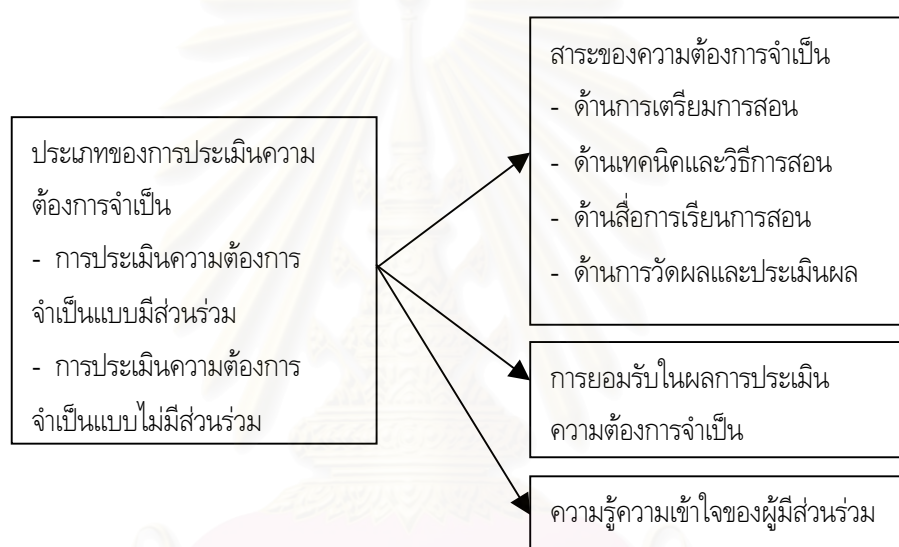 ประเภทของการประเมินความ
ต้องการจำเป็น
- การประเมินความต้องการ
จำเป็นแบบมีส่วนร่วม
- การประเมินความต้องการ
จำเป็นแบบไม่มีส่วนร่วม
สาระของความต้องการจำเป็น
- ด้านการเตรียมการสอน
- ด้านเทคนิคและวิธีการสอน
- ด้านสื่อการเรียนการสอน
- ด้านการวัดผลและประเมินผล
การยอมรับในผลการประเมิน
ความต้องการจำเป็น
ความรู้ความเข้าใจของผู้มีส่วนร่วม